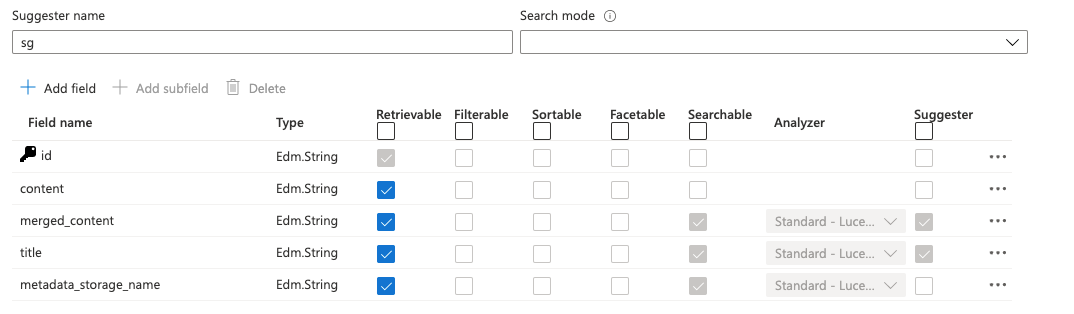 Suggester name Search mode
sg
Add field Add subfield Delete
Field name Type Retrievable Filterable Sortable Facetable Searchable Analyzer Suggester
id Edm.String
content Edm.String
merged_content Edm.String Standard - Luce...
title Edm.String Standard - Luce...
metadata_storage_name Edm.String Standard - Luce...